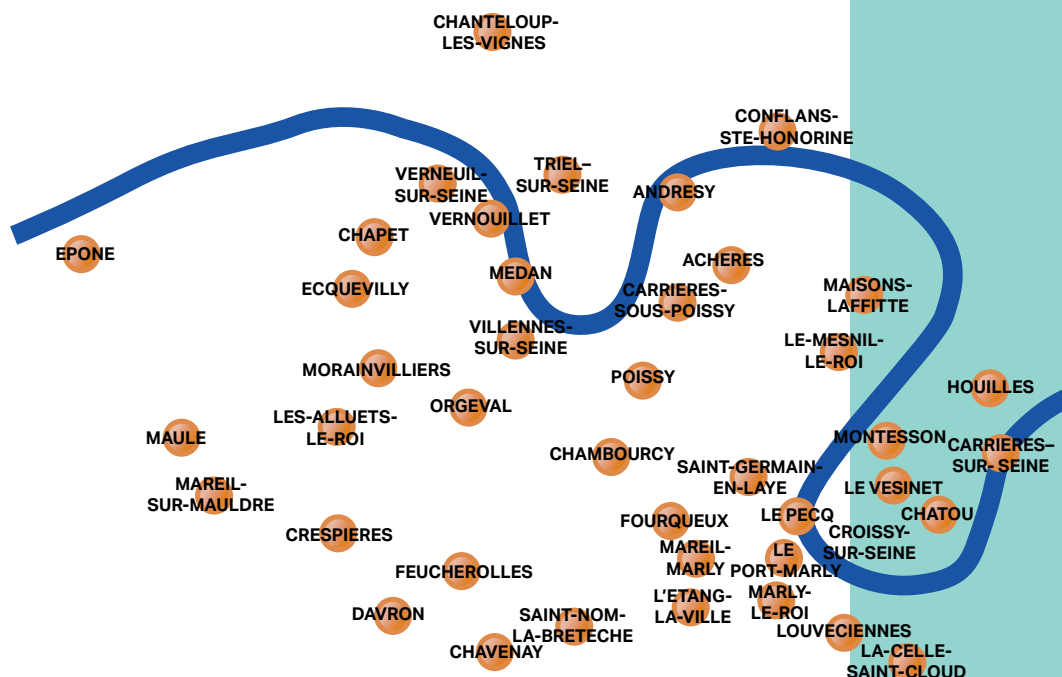 CHANTELOUP-
LES-VIGNES
CONFLANS-
STE-HONORINE
VERNEUIL-
SUR-SEINE
TRIEL–
SUR-SEINE
ANDRESY
VERNOUILLET
CHAPET
EPONE
ACHERES
MEDAN
ECQUEVILLY
CARRIERES-
SOUS-POISSY
MAISONS-
LAFFITTE
VILLENNES-
SUR-SEINE
LE-MESNIL-
LE-ROI
MORAINVILLIERS
POISSY
HOUILLES
ORGEVAL
LES-ALLUETS-
LE-ROI
MAULE
MONTESSON
CARRIERES–
SUR- SEINE
CHAMBOURCY
SAINT-GERMAIN-
EN-LAYE
MAREIL-
SUR-MAULDRE
LE VESINET
CHATOU
LE PECQ
FOURQUEUX
CROISSY-
SUR-SEINE
CRESPIERES
MAREIL-
MARLY
LE
PORT-MARLY
FEUCHEROLLES
L'ETANG-
LA-VILLE
MARLY-
LE-ROI
DAVRON
SAINT-NOM-
LA-BRETECHE
LOUVECIENNES
CHAVENAY
LA-CELLE-
SAINT-CLOUD